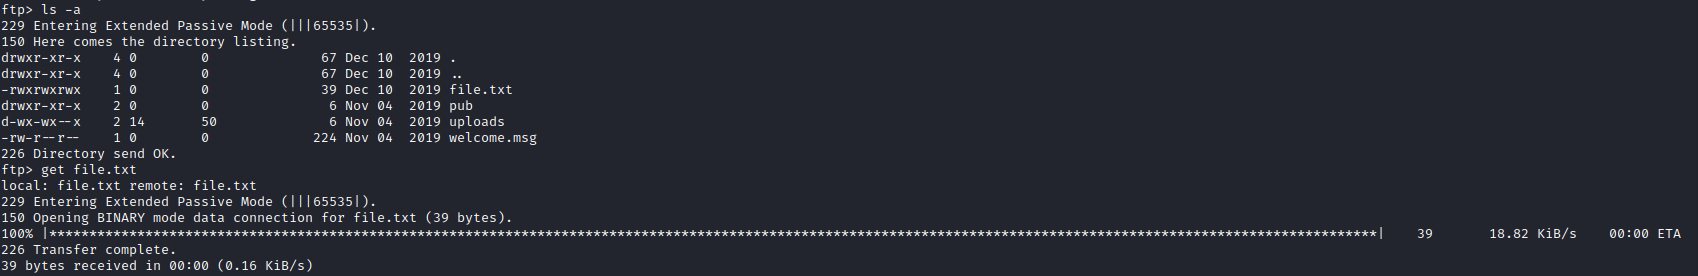 ftp> ls -a
229 Entering Extended Passive Mode (|||65535|).
150 Here comes the directory listing.
drwxr-xr-x    4 0        0              67 Dec 10  2019 .
drwxr-xr-x    4 0        0              67 Dec 10  2019 ..
-rwxrwxrwx    1 0        0              39 Dec 10  2019 file.txt
drwxr-xr-x    2 0        0               6 Nov 04  2019 pub
d-wx-wx--x    2 14       50              6 Nov 04  2019 uploads
-rw-r--r--    1 0        0             224 Nov 04  2019 welcome.msg
226 Directory send OK.
ftp> get file.txt
local: file.txt remote: file.txt
229 Entering Extended Passive Mode (|||65535|).
150 Opening BINARY mode data connection for file.txt (39 bytes).
100% |**********************************************************************************************************************************************************************|    39       18.82 KiB/s    00:00 ETA
226 Transfer complete.
39 bytes received in 00:00 (0.16 KiB/s)